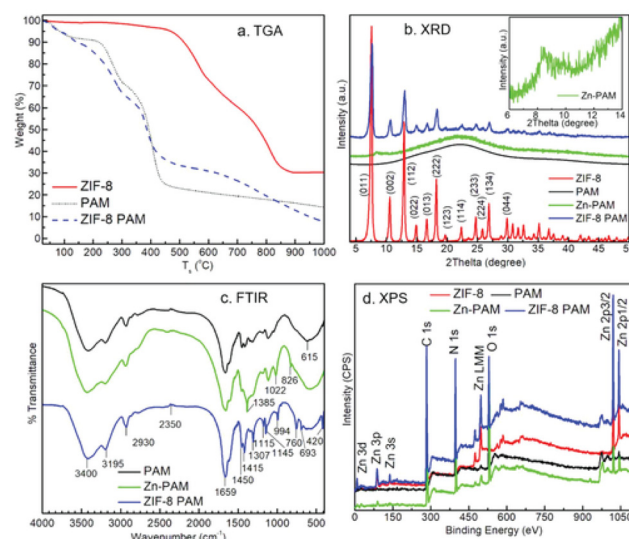 a. TGA
Weight (%)
100
90
80
70
60
50
40
30
20
10
0
ZIF-8
PAM
ZIF-8 PAM
200
400
600
800
1000
Ts (°C)
b. XRD
Intensity (a.u.)
Intensity (a.u.)
Zn-PAM
6
8
10
12
14
2Thelta (degree)
(011)
(002)
(112)
(022)
(013)
(222)
(123)
(114)
(233)
(224)
(134)
(044)
ZIF-8
PAM
Zn-PAM
ZIF-8 PAM
5
10
15
20
25
30
35
40
45
2Thelta (degree)
c. FTIR
% Transmittance
615
826
1022
1385
2350
2930
3195
3400
1659
1450
1415
1307
1115
1145
994
760
693
420
PAM
Zn-PAM
ZIF-8 PAM
4000
3500
3000
2500
2000
1500
1000
500
d. XPS
ZIF-8
PAM
Zn-PAM
ZIF-8 PAM
Intensity (CPS)
Zn 3d
Zn 3p
Zn 3s
C 1s
N 1s
Zn LMM
O 1s
Zn 2p3/2
Zn 2p1/2
0
150
300
450
600
750
900
Binding Energy (eV)